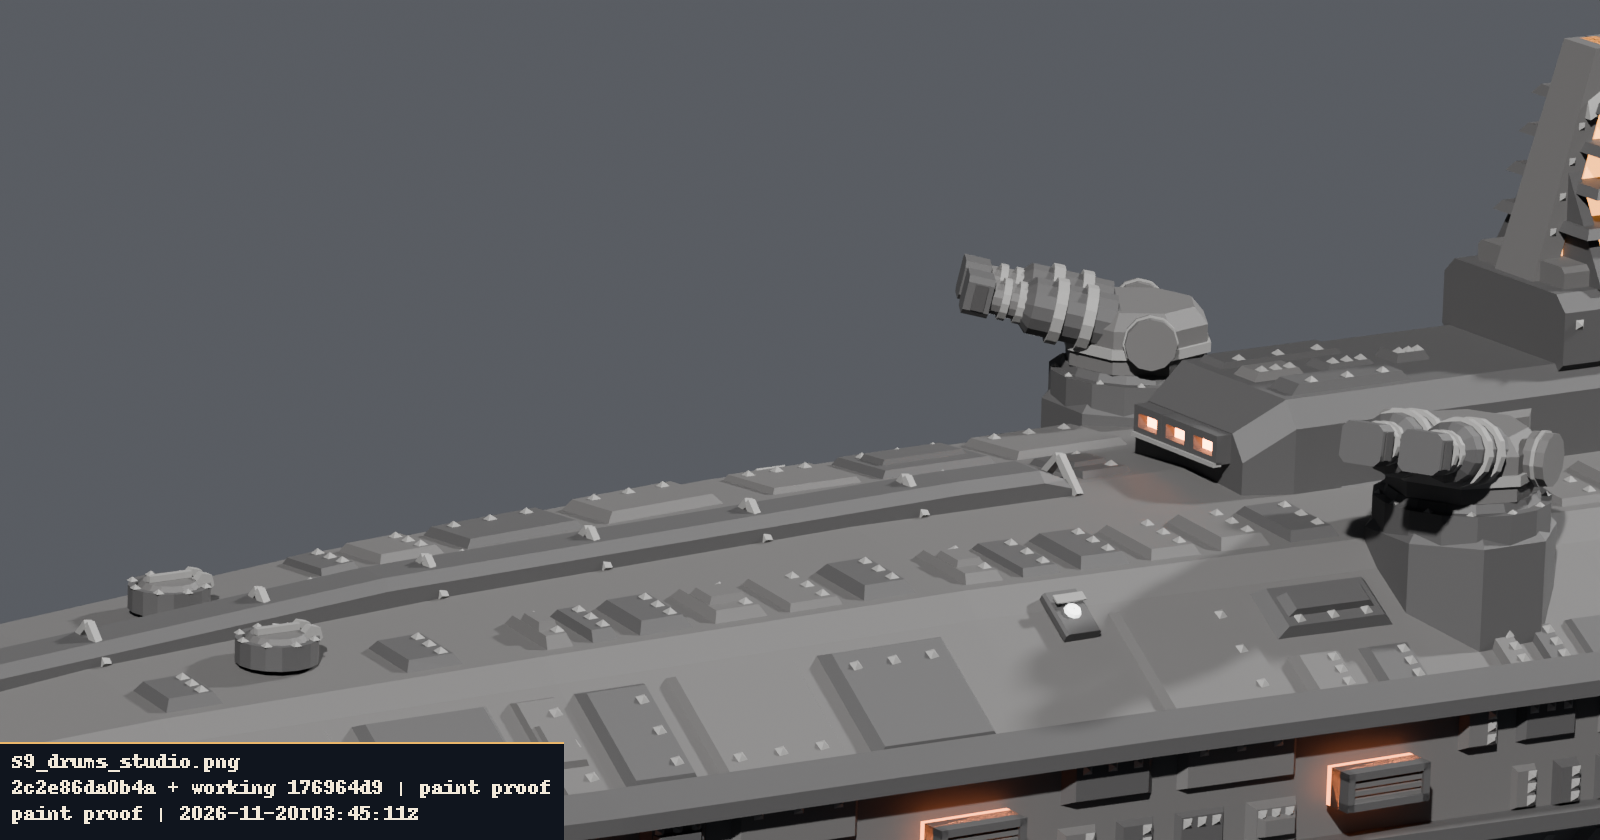 s9_drums_studio.png
2c2e86da0b4a + working 176964d9 | paint proof
paint proof | 2026-11-20T03:45:11Z